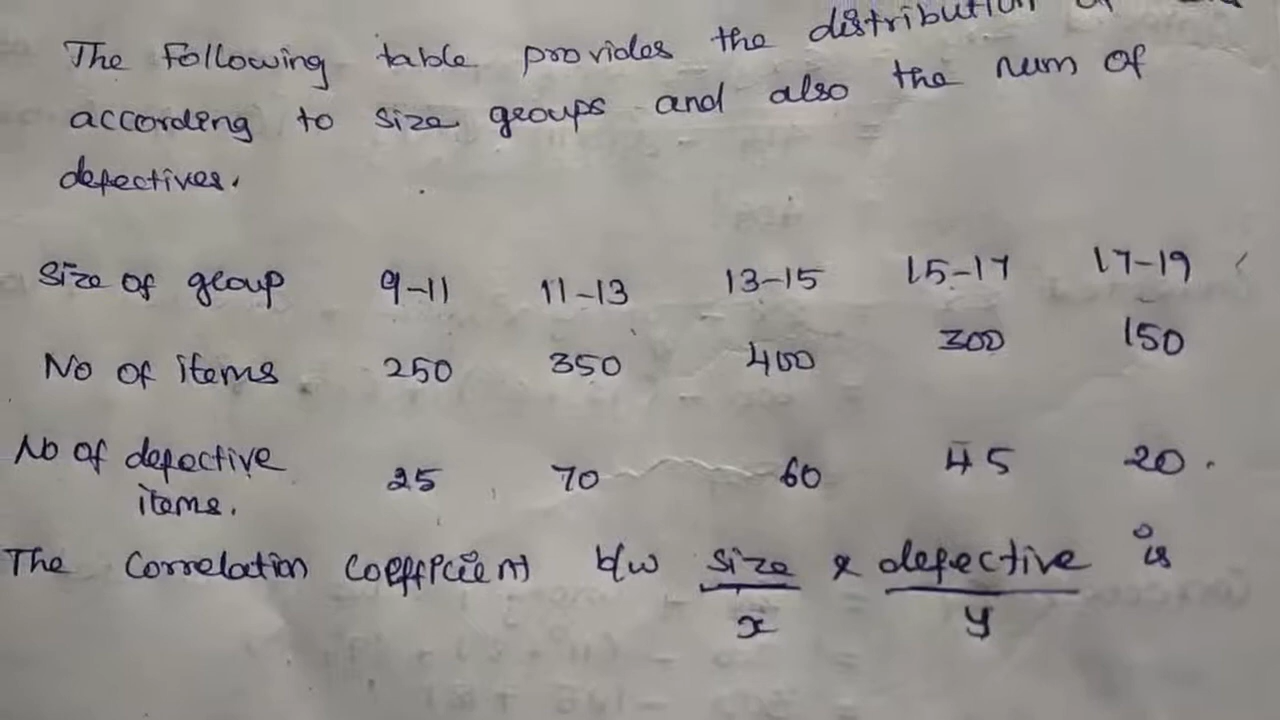 The Following table provides the distribution of
according to size groups and also the num of
defectives.
Size of group 9-11 11-13 13-15 15-17 17-19
No of items 250 350 400 300 150
No of defective 25 70 60 45 20.
items.
The Correlation coefficient b/w size & defective is
x y